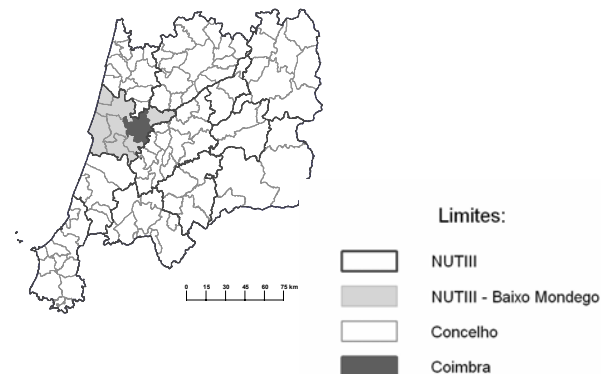 0 15 30 45 60 75 km
Limites:
NUTIII
NUTIII - Baixo Mondego
Concelho
Coimbra